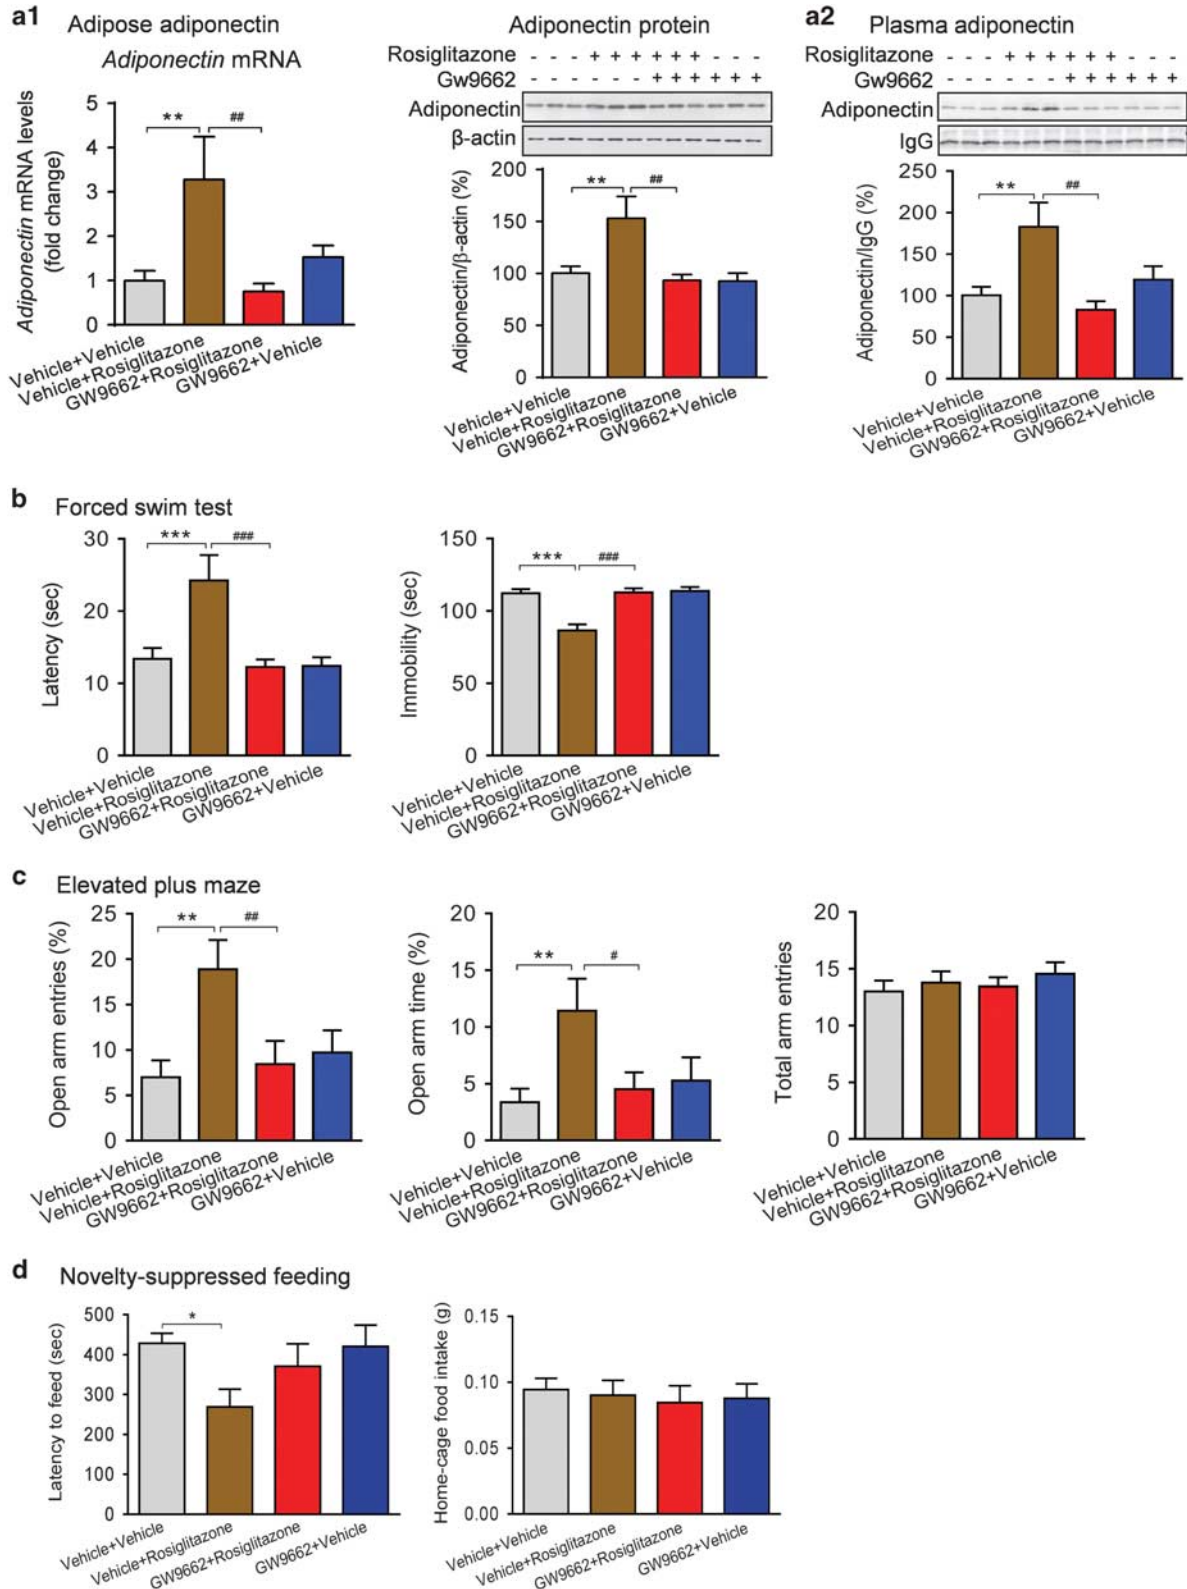 a1 Adipose adiponectin
Adiponectin mRNA
Adiponectin mRNA levels
(fold change)
5
4
3
2
1
0
** ##
Vehicle+Vehicle
Vehicle+Rosiglitazone
GW9662+Rosiglitazone
GW9662+Vehicle
Adiponectin protein
Rosiglitazone - - - + + + + + + - - -
Gw9662 - - - - - - + + + + + +
Adiponectin
β-actin
Adiponectin/β-actin (%)
200
150
100
50
0
** ##
Vehicle+Vehicle
Vehicle+Rosiglitazone
GW9662+Rosiglitazone
GW9662+Vehicle
a2 Plasma adiponectin
Rosiglitazone - - - + + + + + + - - -
Gw9662 - - - - - - + + + + + +
Adiponectin
IgG
Adiponectin/IgG (%)
250
200
150
100
50
0
** ##
Vehicle+Vehicle
Vehicle+Rosiglitazone
GW9662+Rosiglitazone
GW9662+Vehicle
b Forced swim test
Latency (sec)
30
20
10
0
*** ###
Vehicle+Vehicle
Vehicle+Rosiglitazone
GW9662+Rosiglitazone
GW9662+Vehicle
Immobility (sec)
150
100
50
0
*** ###
Vehicle+Vehicle
Vehicle+Rosiglitazone
GW9662+Rosiglitazone
GW9662+Vehicle
c Elevated plus maze
Open arm entries (%)
25
20
15
10
5
0
** ##
Vehicle+Vehicle
Vehicle+Rosiglitazone
GW9662+Rosiglitazone
GW9662+Vehicle
Open arm time (%)
20
15
10
5
0
** #
Vehicle+Vehicle
Vehicle+Rosiglitazone
GW9662+Rosiglitazone
GW9662+Vehicle
Total arm entries
20
15
10
5
0
Vehicle+Vehicle
Vehicle+Rosiglitazone
GW9662+Rosiglitazone
GW9662+Vehicle
d Novelty-suppressed feeding
Latency to feed (sec)
500
400
300
200
100
0
*
Vehicle+Vehicle
Vehicle+Rosiglitazone
GW9662+Rosiglitazone
GW9662+Vehicle
Home-cage food intake (g)
0.15
0.10
0.05
0.00
Vehicle+Vehicle
Vehicle+Rosiglitazone
GW9662+Rosiglitazone
GW9662+Vehicle